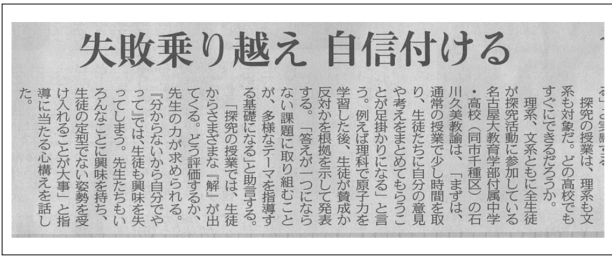 失敗乗り越え 自信付ける
探究の授業は、理系も文
系も対象だ。どの高校でも
すぐにできるだろうか。
理系、文系ともに全生徒
が探究活動に参加している
名古屋大教育学部付属中学
・高校（同市千種区）の石
川久美教諭は、「まずは、
通常の授業で少し時間を取
り、生徒たちに自分の意見
や考えをまとめてもらうこ
とが足掛かりになる」と言
う。例えば理科で原子力を
学習した後、生徒が賛成か
反対かを根拠を示して発表
する。「答えが一つになら
ない課題に取り組むこと
が、多様なテーマを指導す
る基礎になる」と助言する。
「探究の授業では、生徒
からさまざまな『解』が出
てくる。どう評価するか、
先生の力が求められる。
『分からないから自分でや
って』では、生徒も興味を失
ってしまう。先生たちもい
ろんなことに興味を持ち、
生徒の定型でない姿勢を受
け入れることが大事」と指
導に当たる心構えを話し
た。